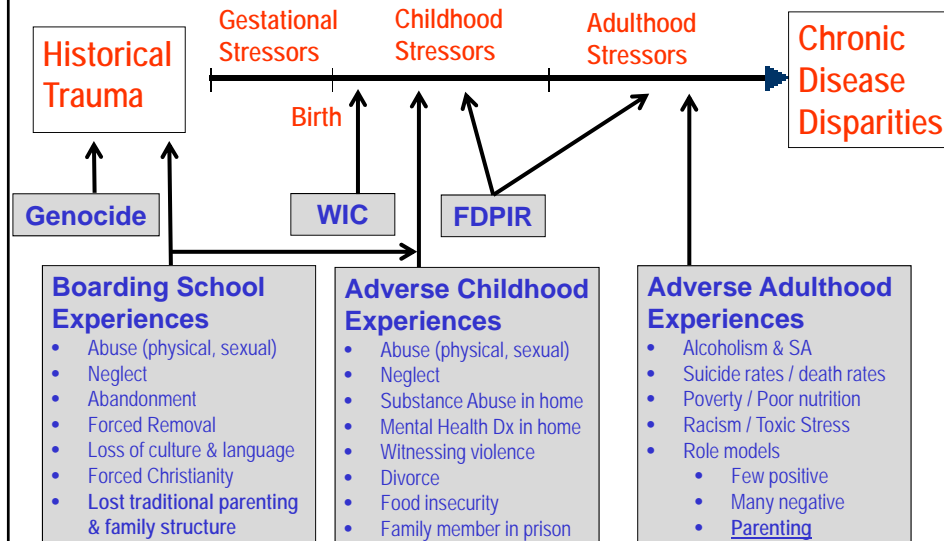 Historical
Trauma
Gestational
Stressors
Childhood
Stressors
Adulthood
Stressors
Chronic
Disease
Disparities
Birth
Genocide
WIC
FDPIR
Boarding School
Experiences
• Abuse (physical, sexual)
• Neglect
• Abandonment
• Forced Removal
• Loss of culture & language
• Forced Christianity
• Lost traditional parenting
& family structure
Adverse Childhood
Experiences
• Abuse (physical, sexual)
• Neglect
• Substance Abuse in home
• Mental Health Dx in home
• Witnessing violence
• Divorce
• Food insecurity
• Family member in prison
Adverse Adulthood
Experiences
• Alcoholism & SA
• Suicide rates / death rates
• Poverty / Poor nutrition
• Racism / Toxic Stress
• Role models
• Few positive
• Many negative
• Parenting